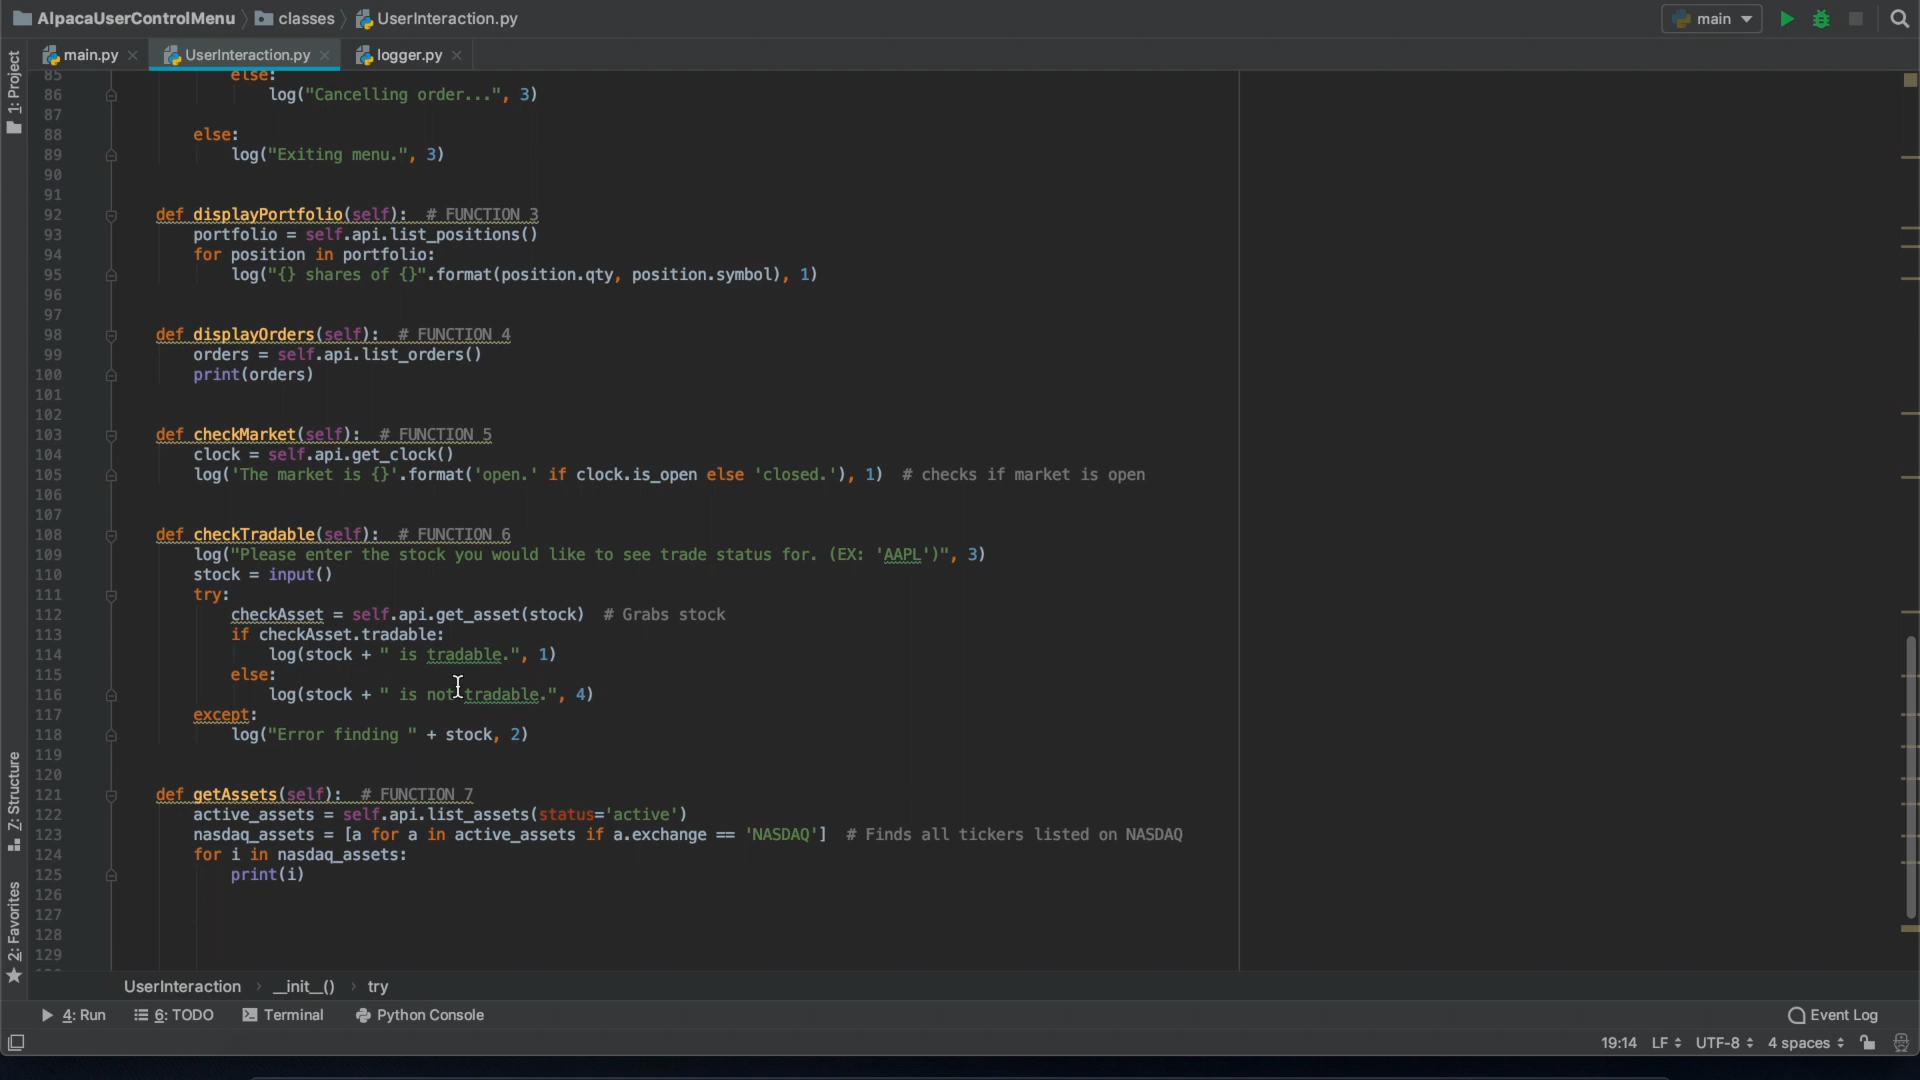 AlpacaUserControlMenu classes UserInteraction.py main
main.py UserInteraction.py logger.py
1: Project
85 else:
86 log("Cancelling order...", 3)
87
88 else:
89 log("Exiting menu.", 3)
90
91
92 def displayPortfolio(self): # FUNCTION 3
93 portfolio = self.api.list_positions()
94 for position in portfolio:
95 log("{} shares of {}".format(position.qty, position.symbol), 1)
96
97
98 def displayOrders(self): # FUNCTION 4
99 orders = self.api.list_orders()
100 print(orders)
101
102
103 def checkMarket(self): # FUNCTION 5
104 clock = self.api.get_clock()
105 log('The market is {}'.format('open.' if clock.is_open else 'closed.'), 1) # checks if market is open
106
107
108 def checkTradable(self): # FUNCTION 6
109 log("Please enter the stock you would like to see trade status for. (EX: 'AAPL')", 3)
110 stock = input()
111 try:
112 checkAsset = self.api.get_asset(stock) # Grabs stock
113 if checkAsset.tradable:
114 log(stock + " is tradable.", 1)
115 else:
116 log(stock + " is not tradable.", 4)
117 except:
118 log("Error finding " + stock, 2)
119
120
121 def getAssets(self): # FUNCTION 7
122 active_assets = self.api.list_assets(status='active')
123 nasdaq_assets = [a for a in active_assets if a.exchange == 'NASDAQ'] # Finds all tickers listed on NASDAQ
124 for i in nasdaq_assets:
125 print(i)
126
127
128
129
Z: Structure
2: Favorites
UserInteraction __init__() try
4: Run 6: TODO Terminal Python Console Event Log
19:14 LF UTF-8 4 spaces